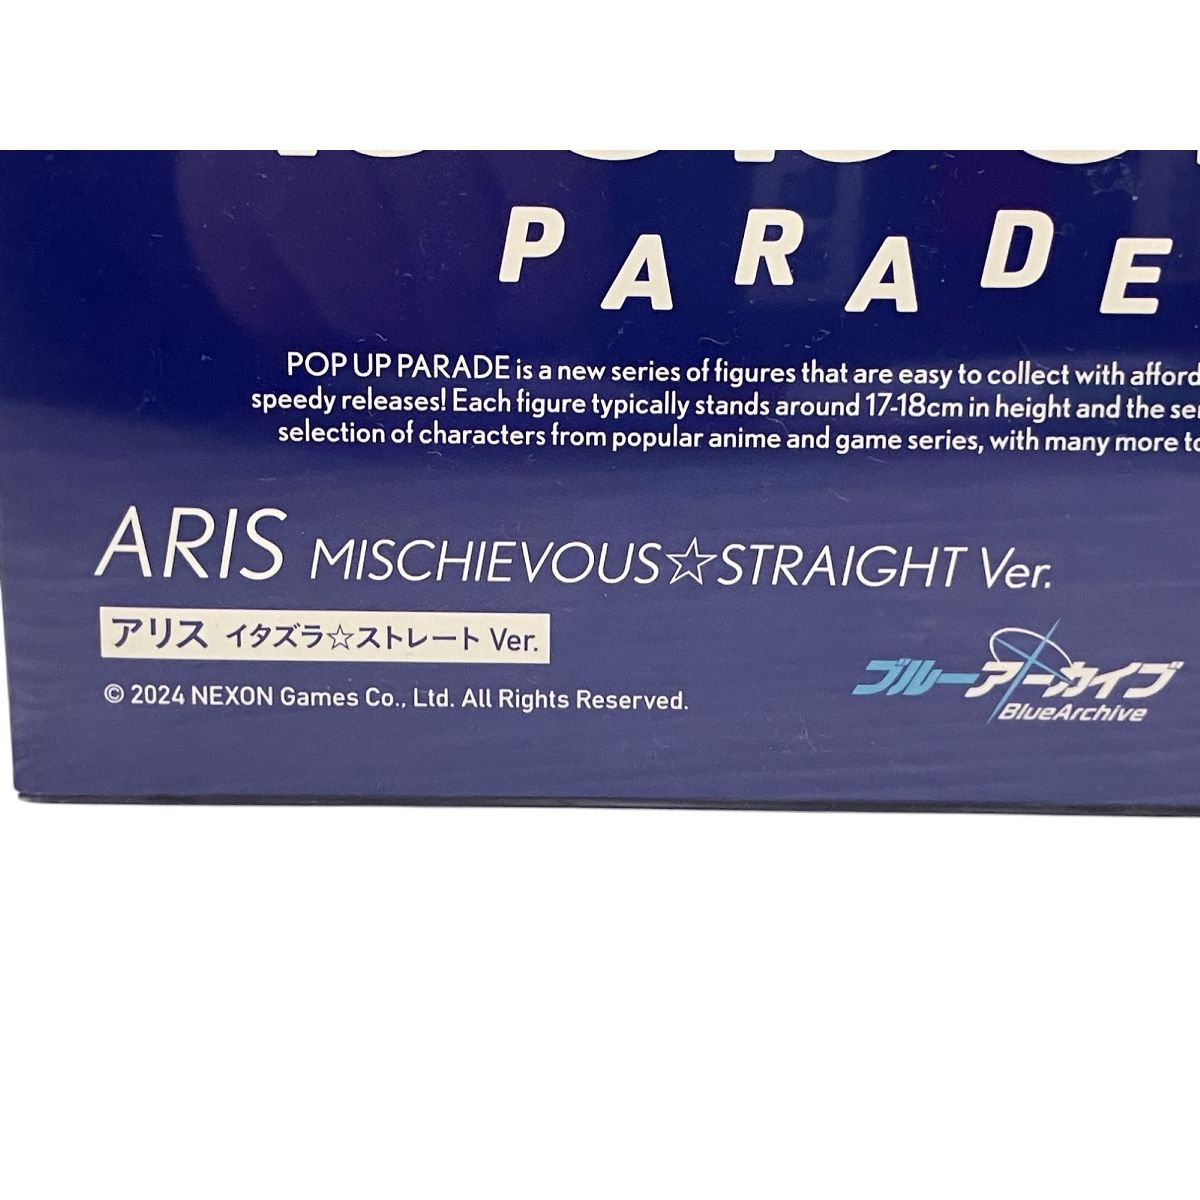 PARADE
POP UP PARADE is a new series of figures that are easy to collect with
speedy releases! Each figure typically stands around 17-18cm in height and the
selection of characters from popular anime and game series, with many more
ARIS MISCHIEVOUS☆STRAIGHT Ver.
アリス イタズラ☆ストレート Ver.
© 2024 NEXON Games Co., Ltd. All Rights Reserved.
ブルーアーカイブ
BlueArchive